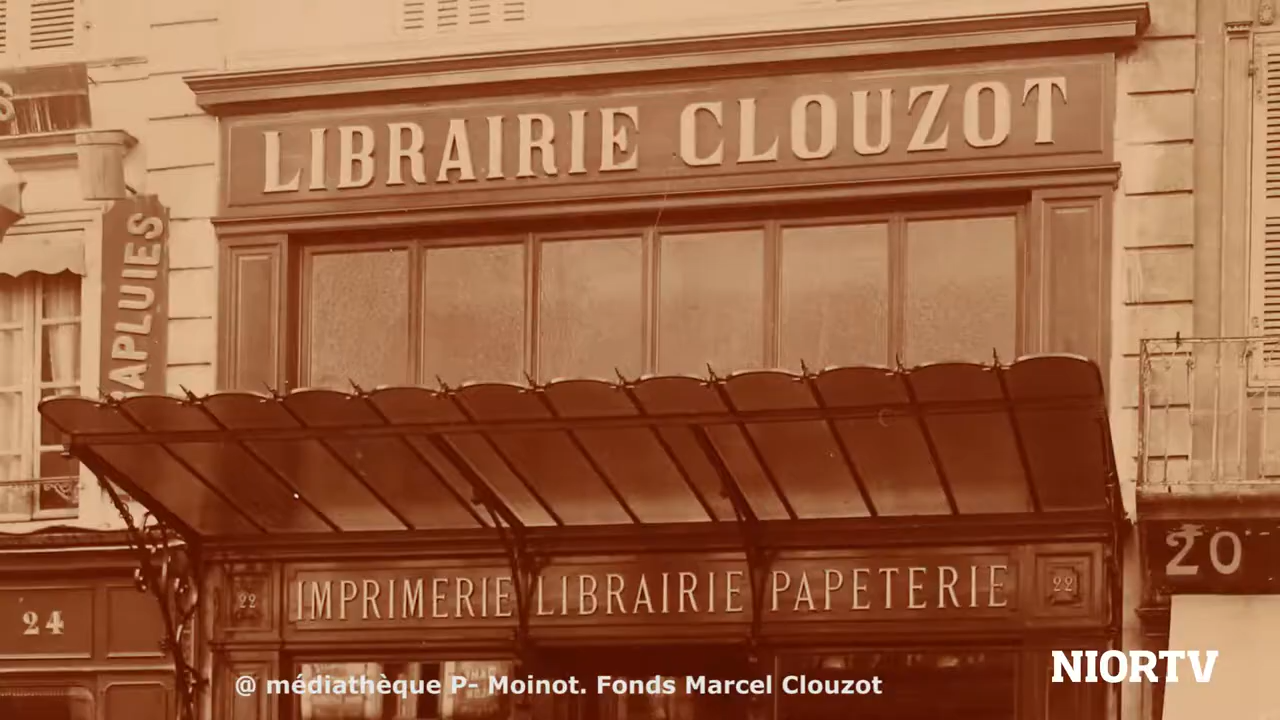 S
LIBRAIRIE CLOUZOT
APLUIES
20
22
IMPRIMERIE LIBRAIRIE PAPETERIE
22
24
NIORTV
@ médiathèque P- Moinot. Fonds Marcel Clouzot